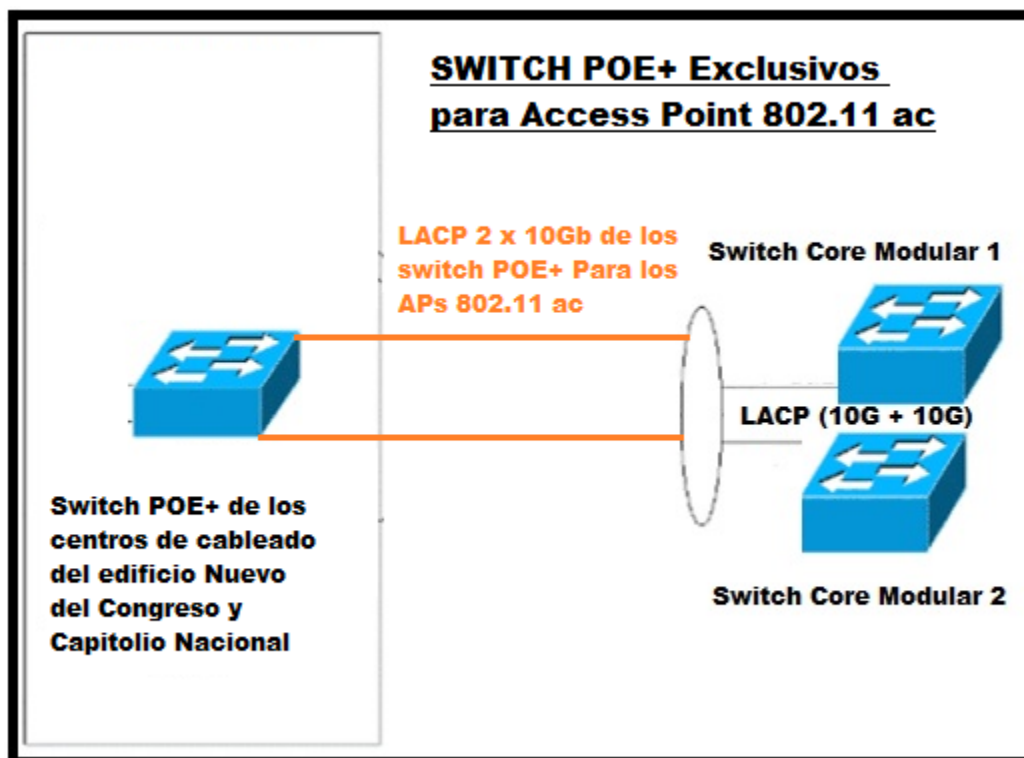 SWITCH POE+ Exclusivos
para Access Point 802.11 ac
LACP 2 x 10Gb de los
switch POE+ Para los
APs 802.11 ac
Switch Core Modular 1
LACP (10G + 10G)
Switch POE+ de los
centros de cableado
del edificio Nuevo
del Congreso y
Capitolio Nacional
Switch Core Modular 2